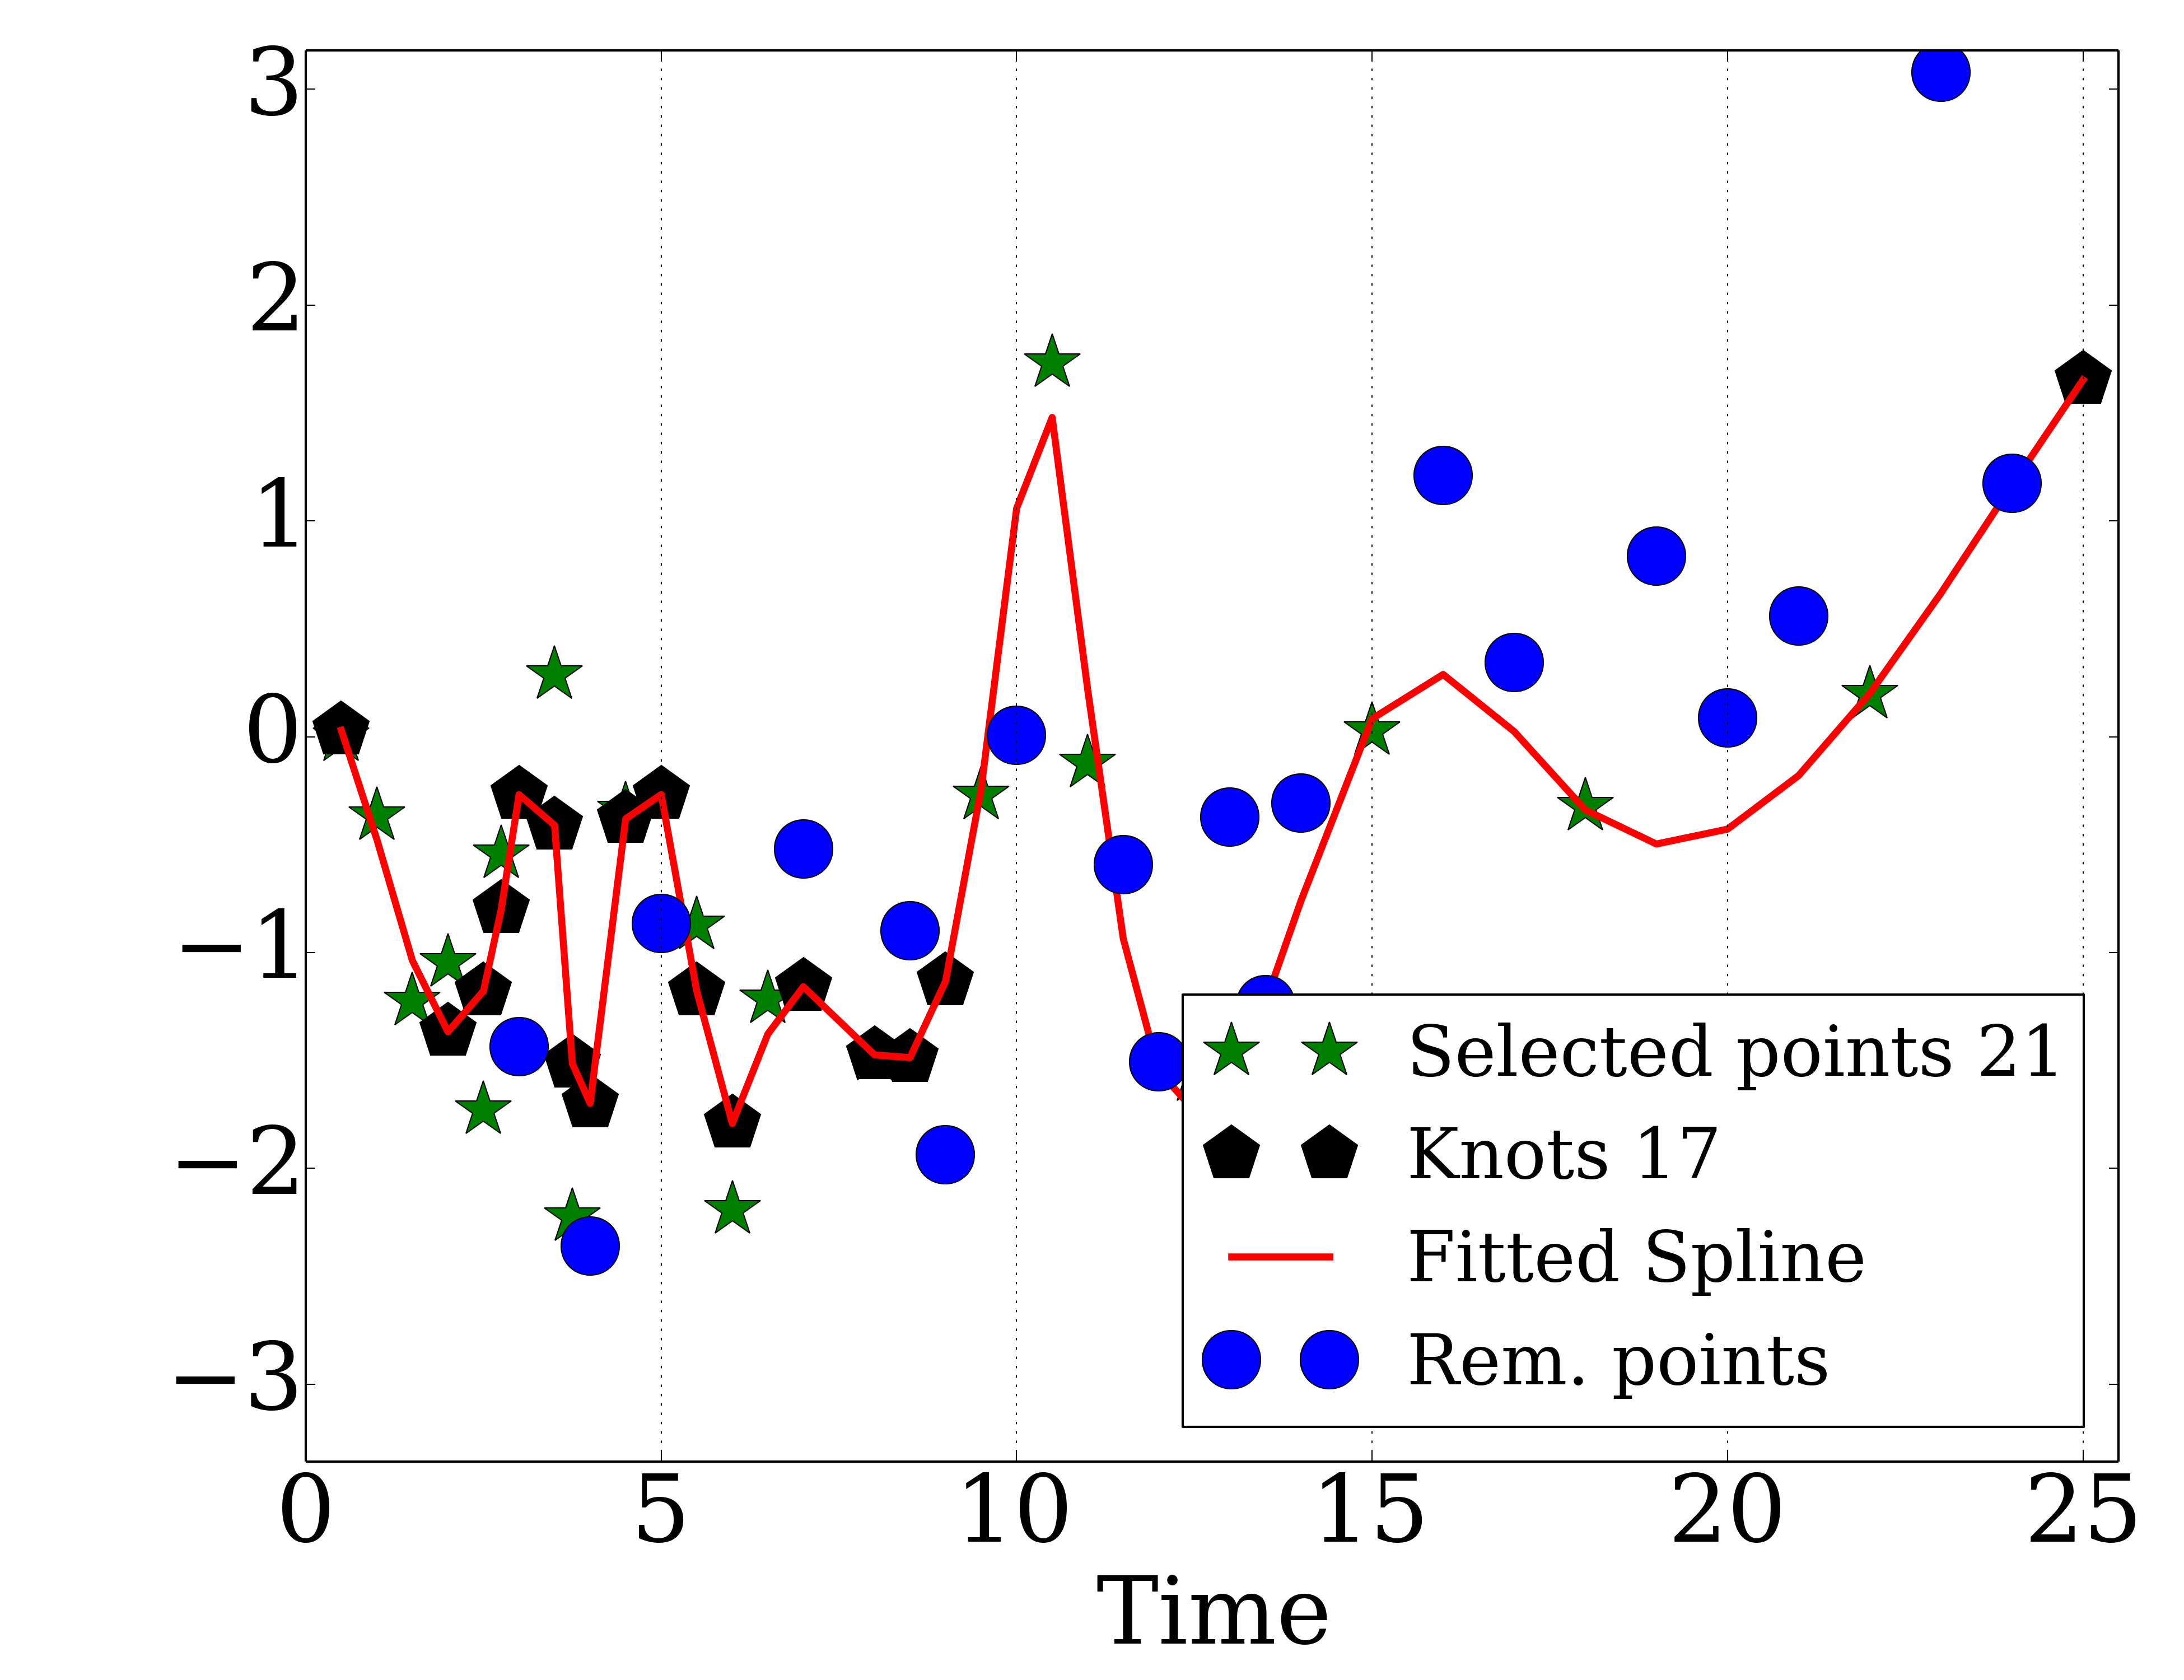 3
2
1
0
−1
−2
−3
0 5 10 15 20 25
Time
Selected points 21
Knots 17
Fitted Spline
Rem. points